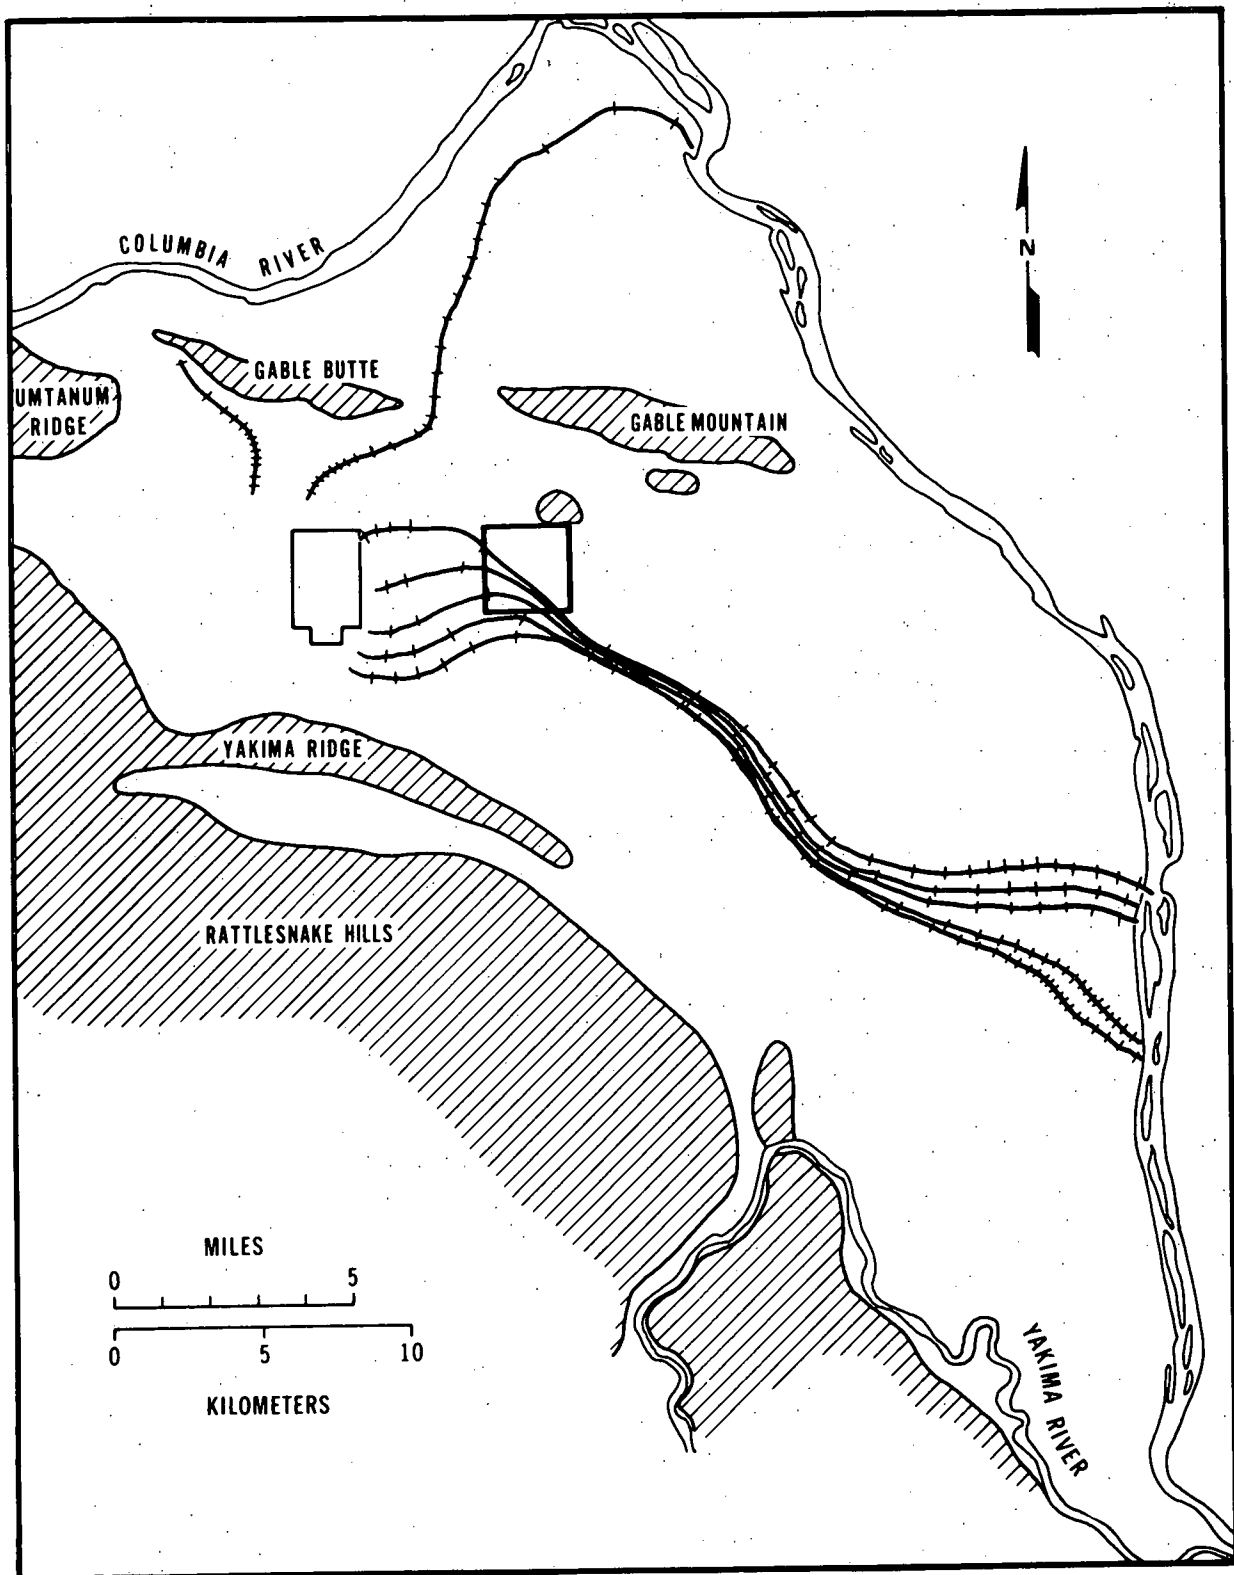 COLUMBIA RIVER
N
GABLE BUTTE
UMTANUM
RIDGE
GABLE MOUNTAIN
YAKIMA RIDGE
RATTLESNAKE HILLS
MILES
0 5
0 5 10
KILOMETERS
YAKIMA RIVER